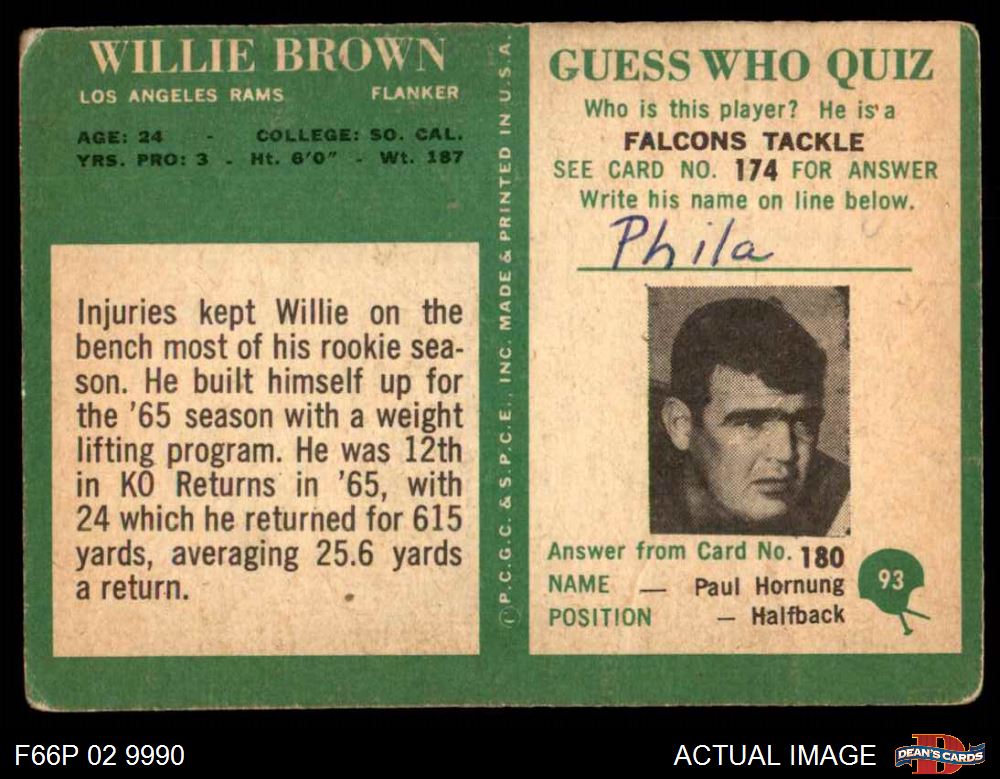 WILLIE BROWN
LOS ANGELES RAMS FLANKER
AGE: 24 - COLLEGE: SO. CAL.
YRS. PRO: 3 - Ht. 6'0" - Wt. 187
Injuries kept Willie on the
bench most of his rookie sea-
son. He built himself up for
the '65 season with a weight
lifting program. He was 12th
in KO Returns in '65, with
24 which he returned for 615
yards, averaging 25.6 yards
a return.
©P.C.G.C. & S.P.C.E., INC. MADE & PRINTED IN U.S.A.
GUESS WHO QUIZ
Who is this player? He is a
FALCONS TACKLE
SEE CARD NO. 174 FOR ANSWER
Write his name on line below.
Phila
Answer from Card No. 180
NAME — Paul Hornung
POSITION — Halfback
93
F66P 02 9990
ACTUAL IMAGE
D
DEAN'S CARDS